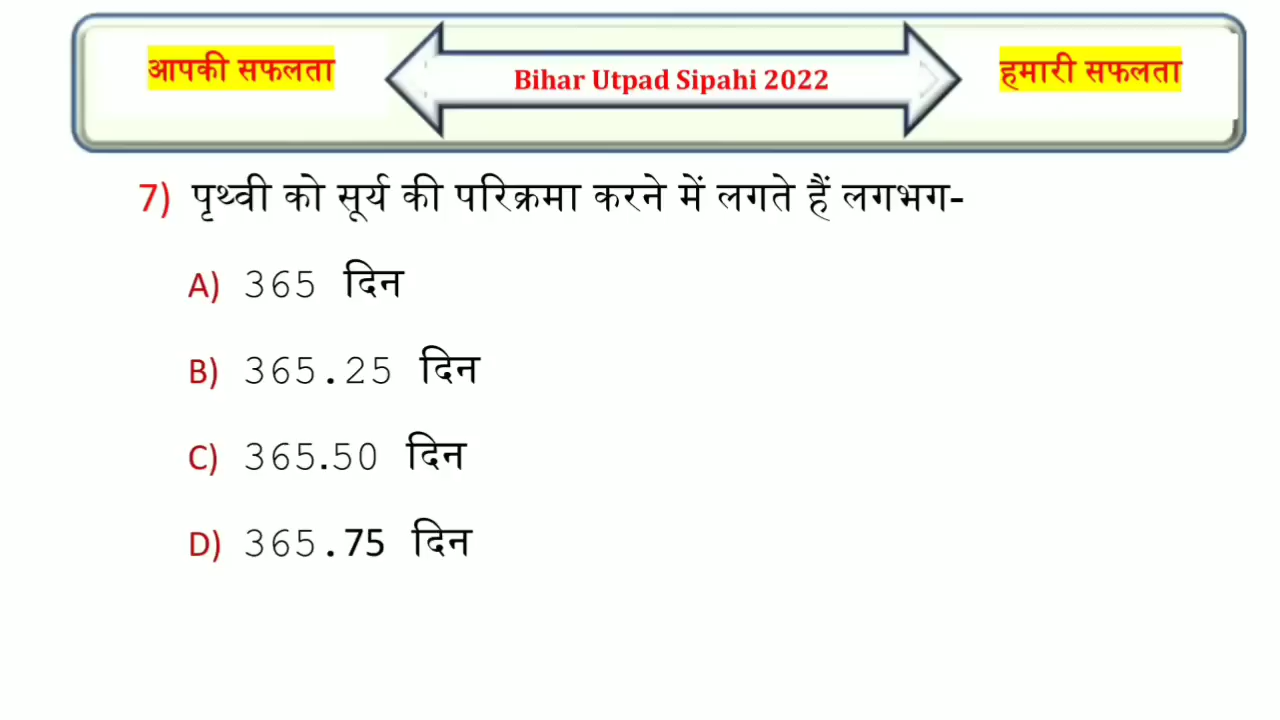 आपकी सफलता Bihar Utpad Sipahi 2022 हमारी सफलता
7) पृथ्वी को सूर्य की परिक्रमा करने में लगते हैं लगभग-
A) 365 दिन
B) 365.25 दिन
C) 365.50 दिन
D) 365.75 दिन